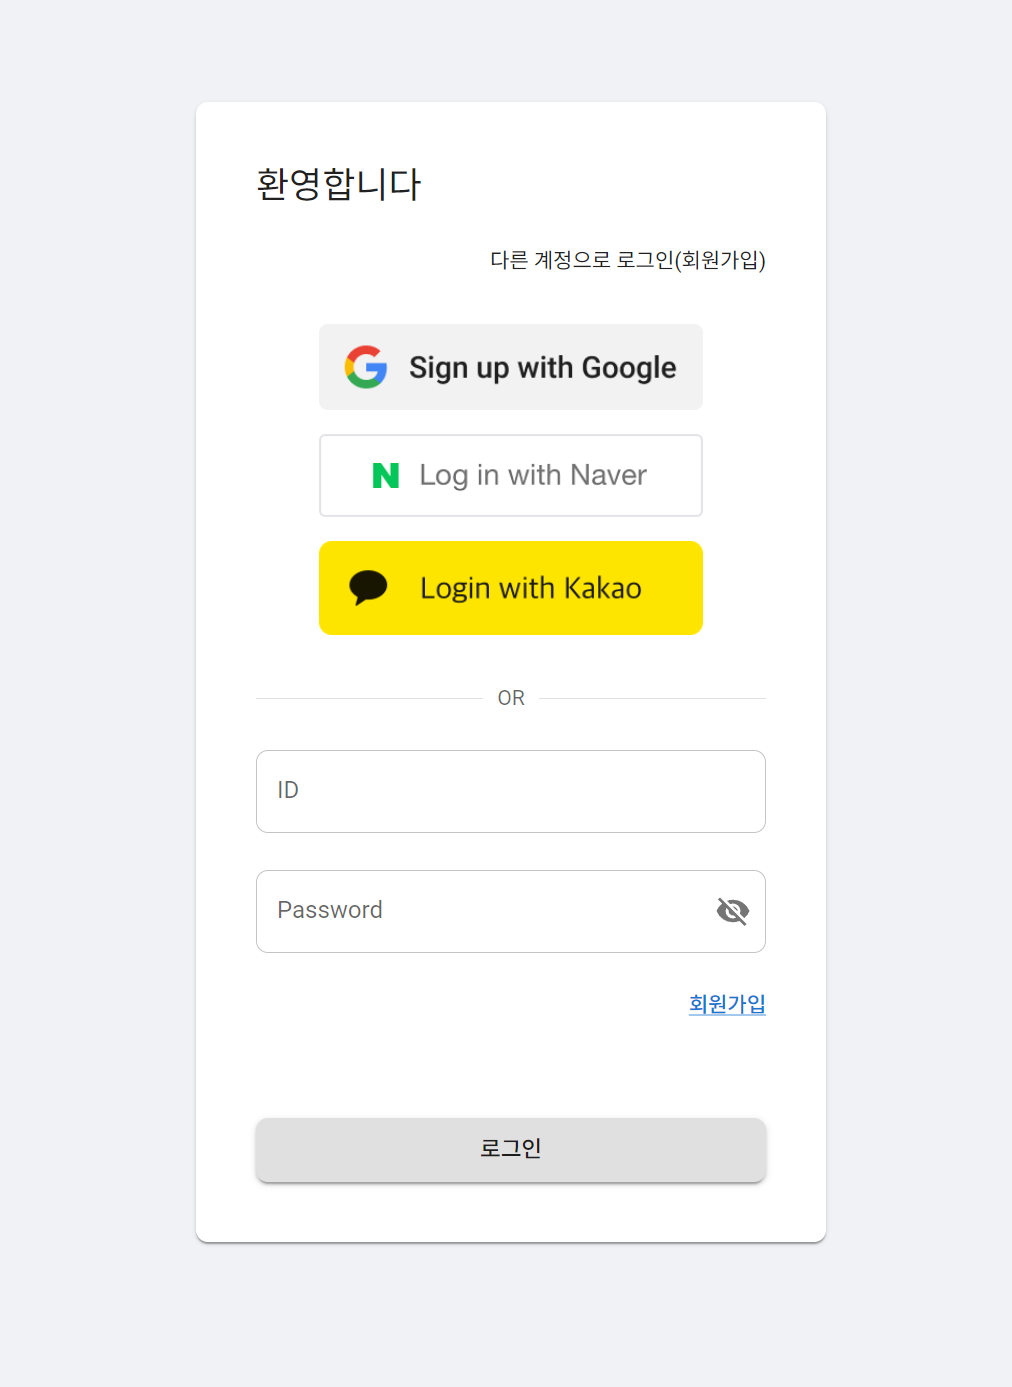 환영합니다
다른 계정으로 로그인(회원가입)
Sign up with Google
N Log in with Naver
Login with Kakao
OR
ID
Password
회원가입
로그인